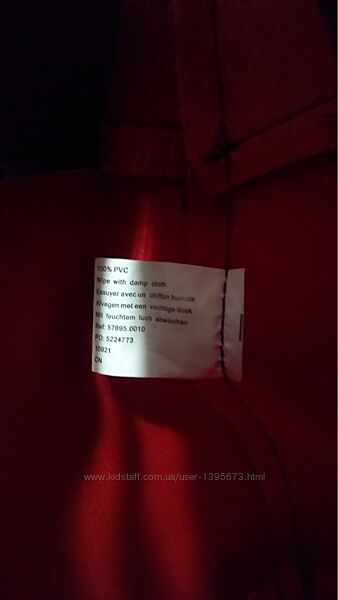 100% PVC
Wipe with damp cloth
Essuyer avec un chiffon humide
Afvegen met een vochtige doek
Mit feuchtem tuch abwischen
Ref: 57895.0010
PO: 5224773
10921
CN
www.kidstaff.com.ua/user-1395673.html